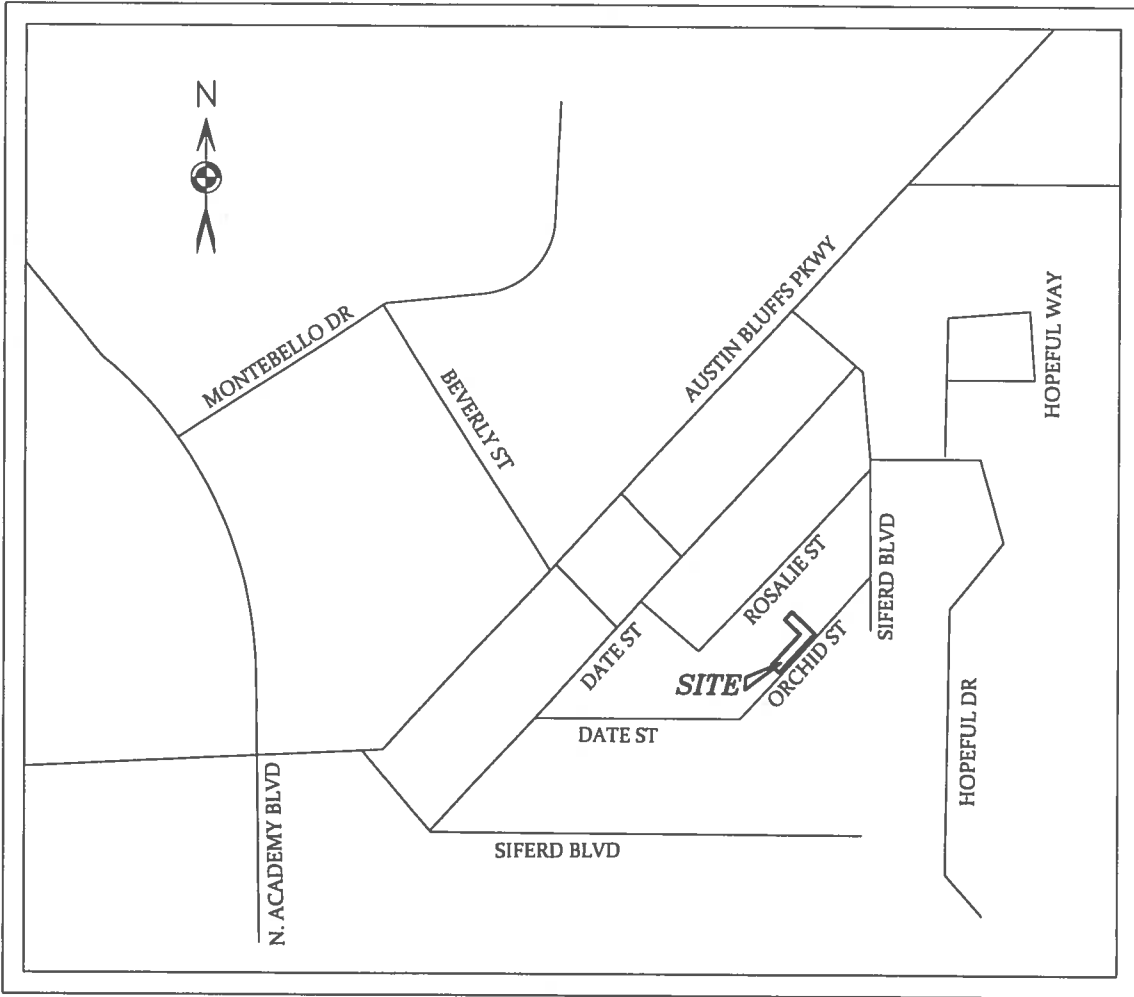 N
MONTEBELLO DR
BEVERLY ST
AUSTIN BLUFFS PKWY
HOPEFUL WAY
SIFERD BLVD
ROSALIE ST
DATE ST
SITE
ORCHID ST
DATE ST
HOPEFUL DR
N. ACADEMY BLVD
SIFERD BLVD